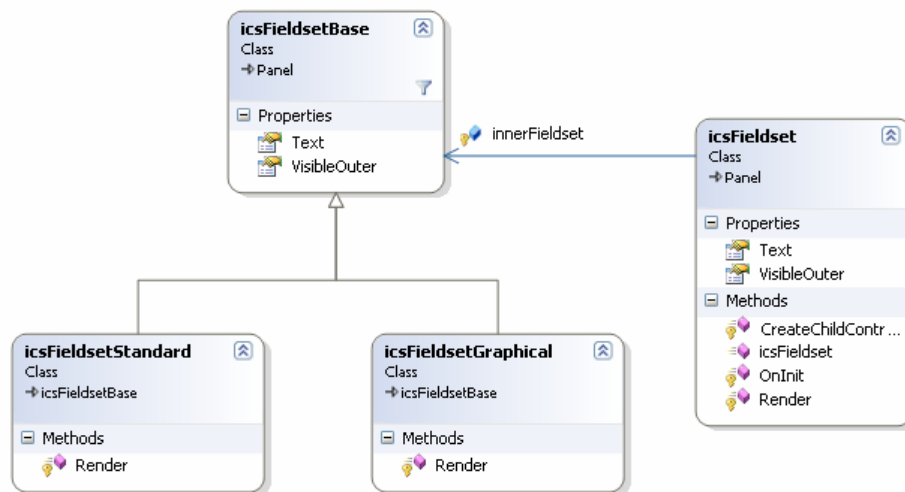 icsFieldsetBase
Class
Panel
Properties
Text
VisibleOuter
innerFieldset
icsFieldset
Class
Panel
Properties
Text
VisibleOuter
Methods
CreateChildContr ...
icsFieldset
OnInit
Render
icsFieldsetStandard
Class
icsFieldsetBase
Methods
Render
icsFieldsetGraphical
Class
icsFieldsetBase
Methods
Render